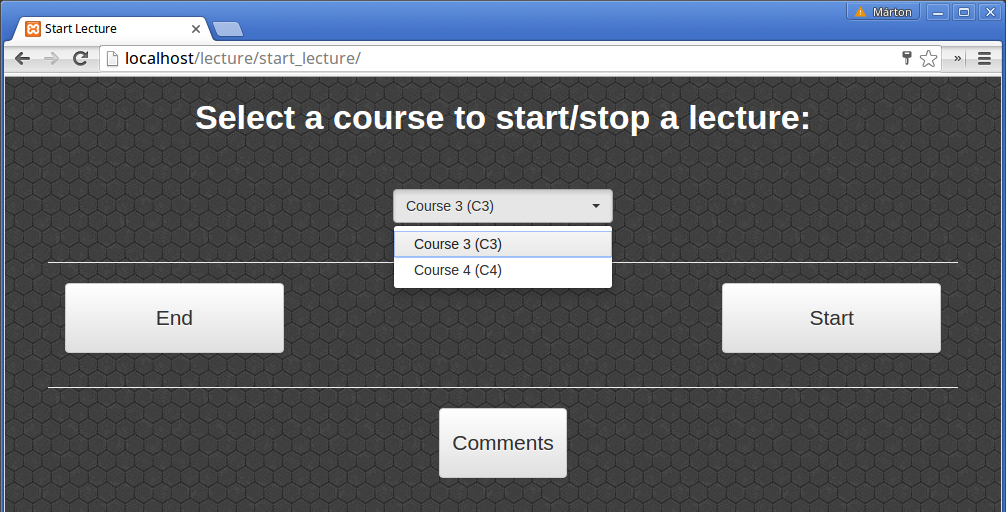 Márton
Start Lecture
localhost/lecture/start_lecture/
»
Select a course to start/stop a lecture:
Course 3 (C3)
Course 3 (C3)
Course 4 (C4)
End
Start
Comments